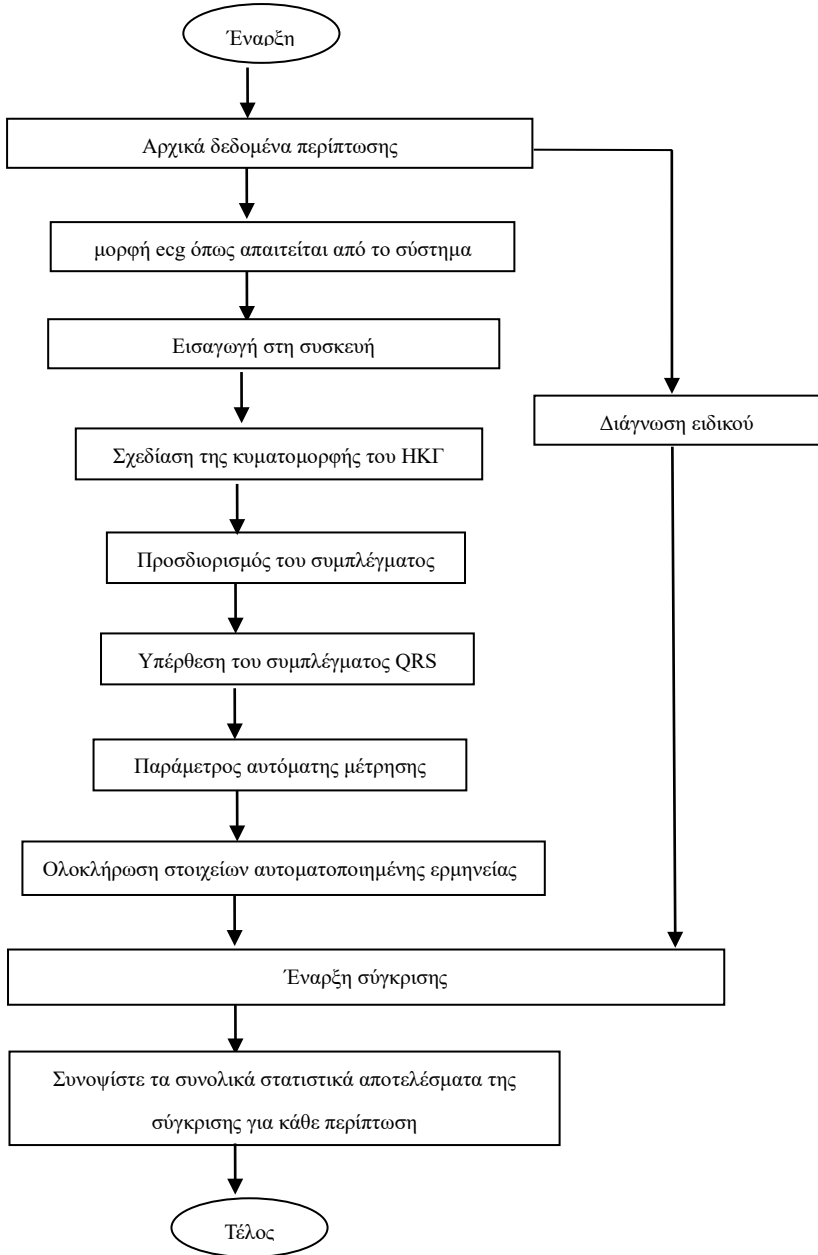 Έναρξη
Αρχικά δεδομένα περίπτωσης
μορφή ecg όπως απαιτείται από το σύστημα
Εισαγωγή στη συσκευή
Διάγνωση ειδικού
Σχεδίαση της κυματομορφής του ΗΚΓ
Προσδιορισμός του συμπλέγματος
Υπέρθεση του συμπλέγματος QRS
Παράμετρος αυτόματης μέτρησης
Ολοκλήρωση στοιχείων αυτοματοποιημένης ερμηνείας
Έναρξη σύγκρισης
Συνοψίστε τα συνολικά στατιστικά αποτελέσματα της
σύγκρισης για κάθε περίπτωση
Τέλος